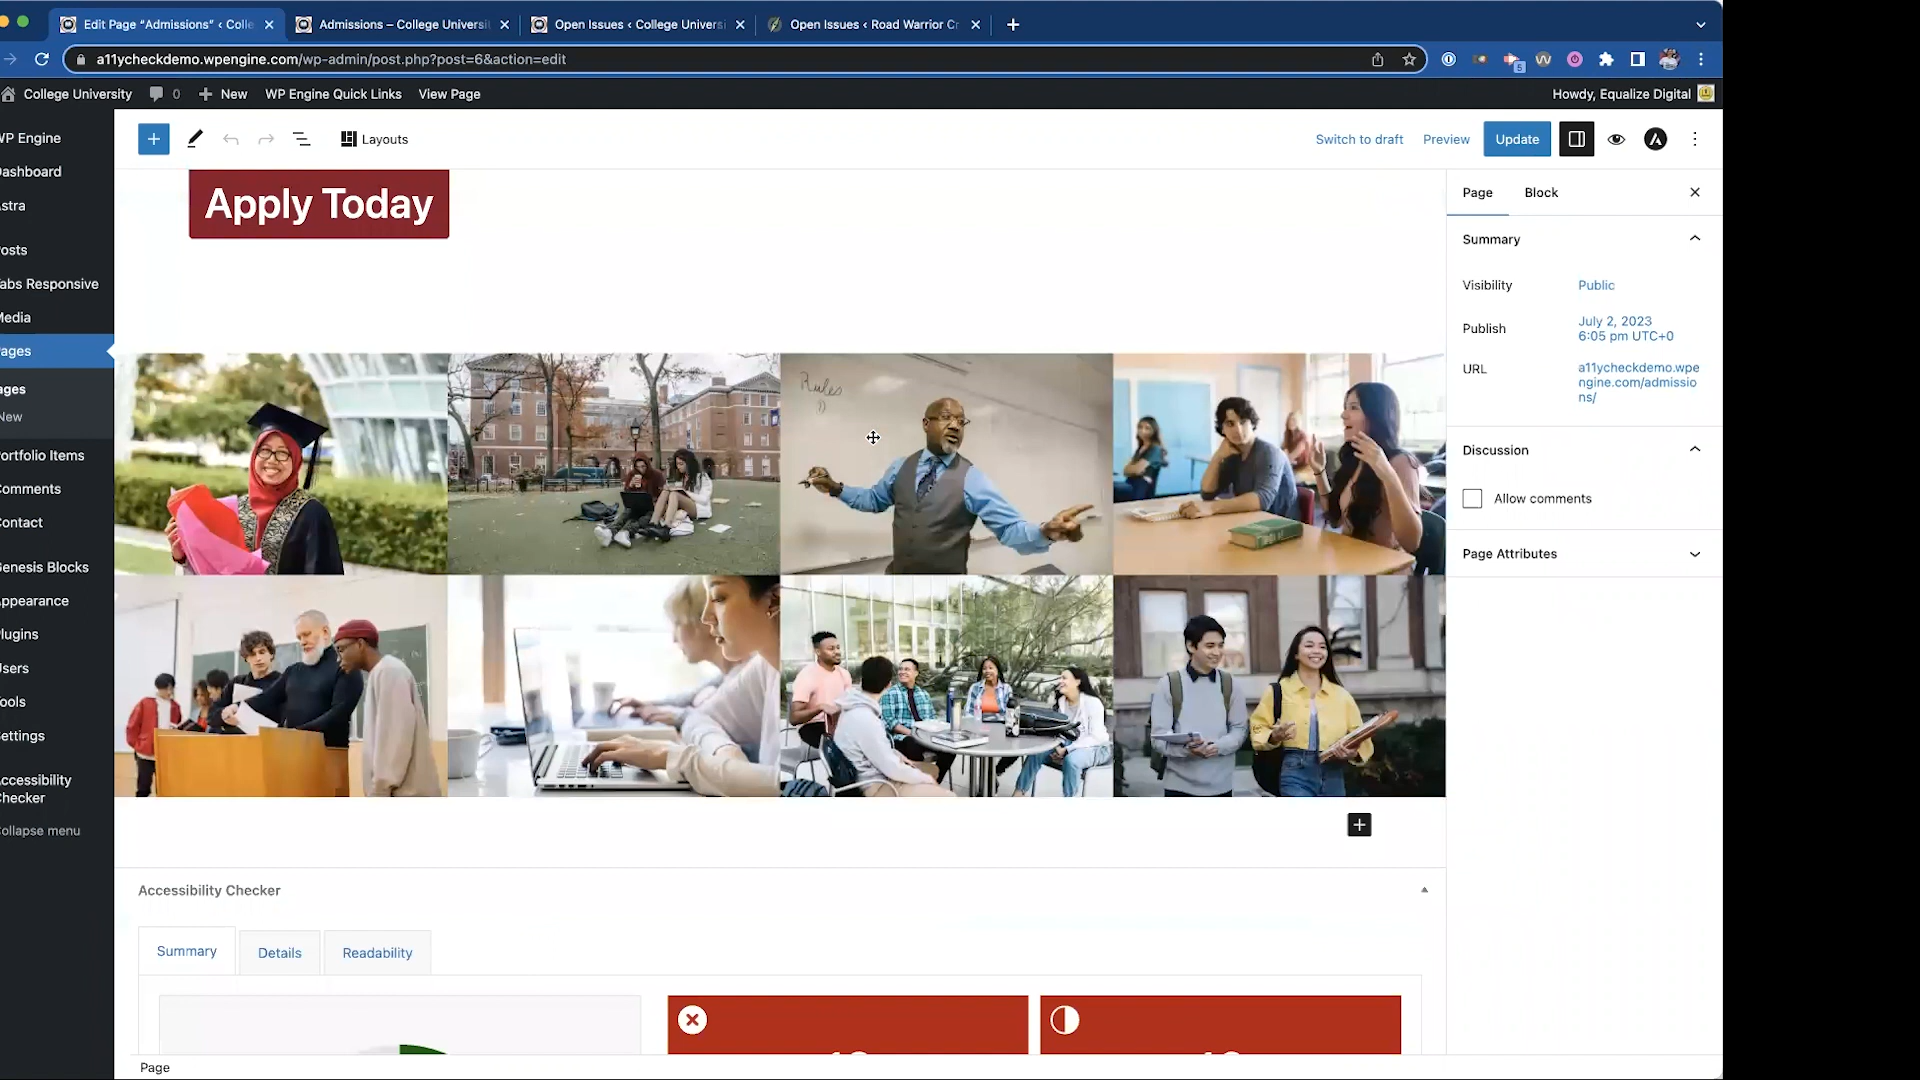 Edit Page “Admissions” ‹ Colle
Admissions – College Universit
Open Issues ‹ College Universi
Open Issues ‹ Road Warrior Cr
a11ycheckdemo.wpengine.com/wp-admin/post.php?post=6&action=edit
5
College University
0
New
WP Engine Quick Links
View Page
Howdy, Equalize Digital
WP Engine
Layouts
Switch to draft
Preview
Update
ashboard
stra
osts
abs Responsive
edia
ages
ages
New
ortfolio Items
omments
ontact
enesis Blocks
ppearance
lugins
sers
ools
ettings
ccessibility
hecker
ollapse menu
Apply Today
Rules
Page
Block
Summary
Visibility
Public
Publish
July 2, 2023
6:05 pm UTC+0
URL
a11ycheckdemo.wpe
ngine.com/admissio
ns/
Discussion
Allow comments
Page Attributes
Accessibility Checker
Summary
Details
Readability
Page